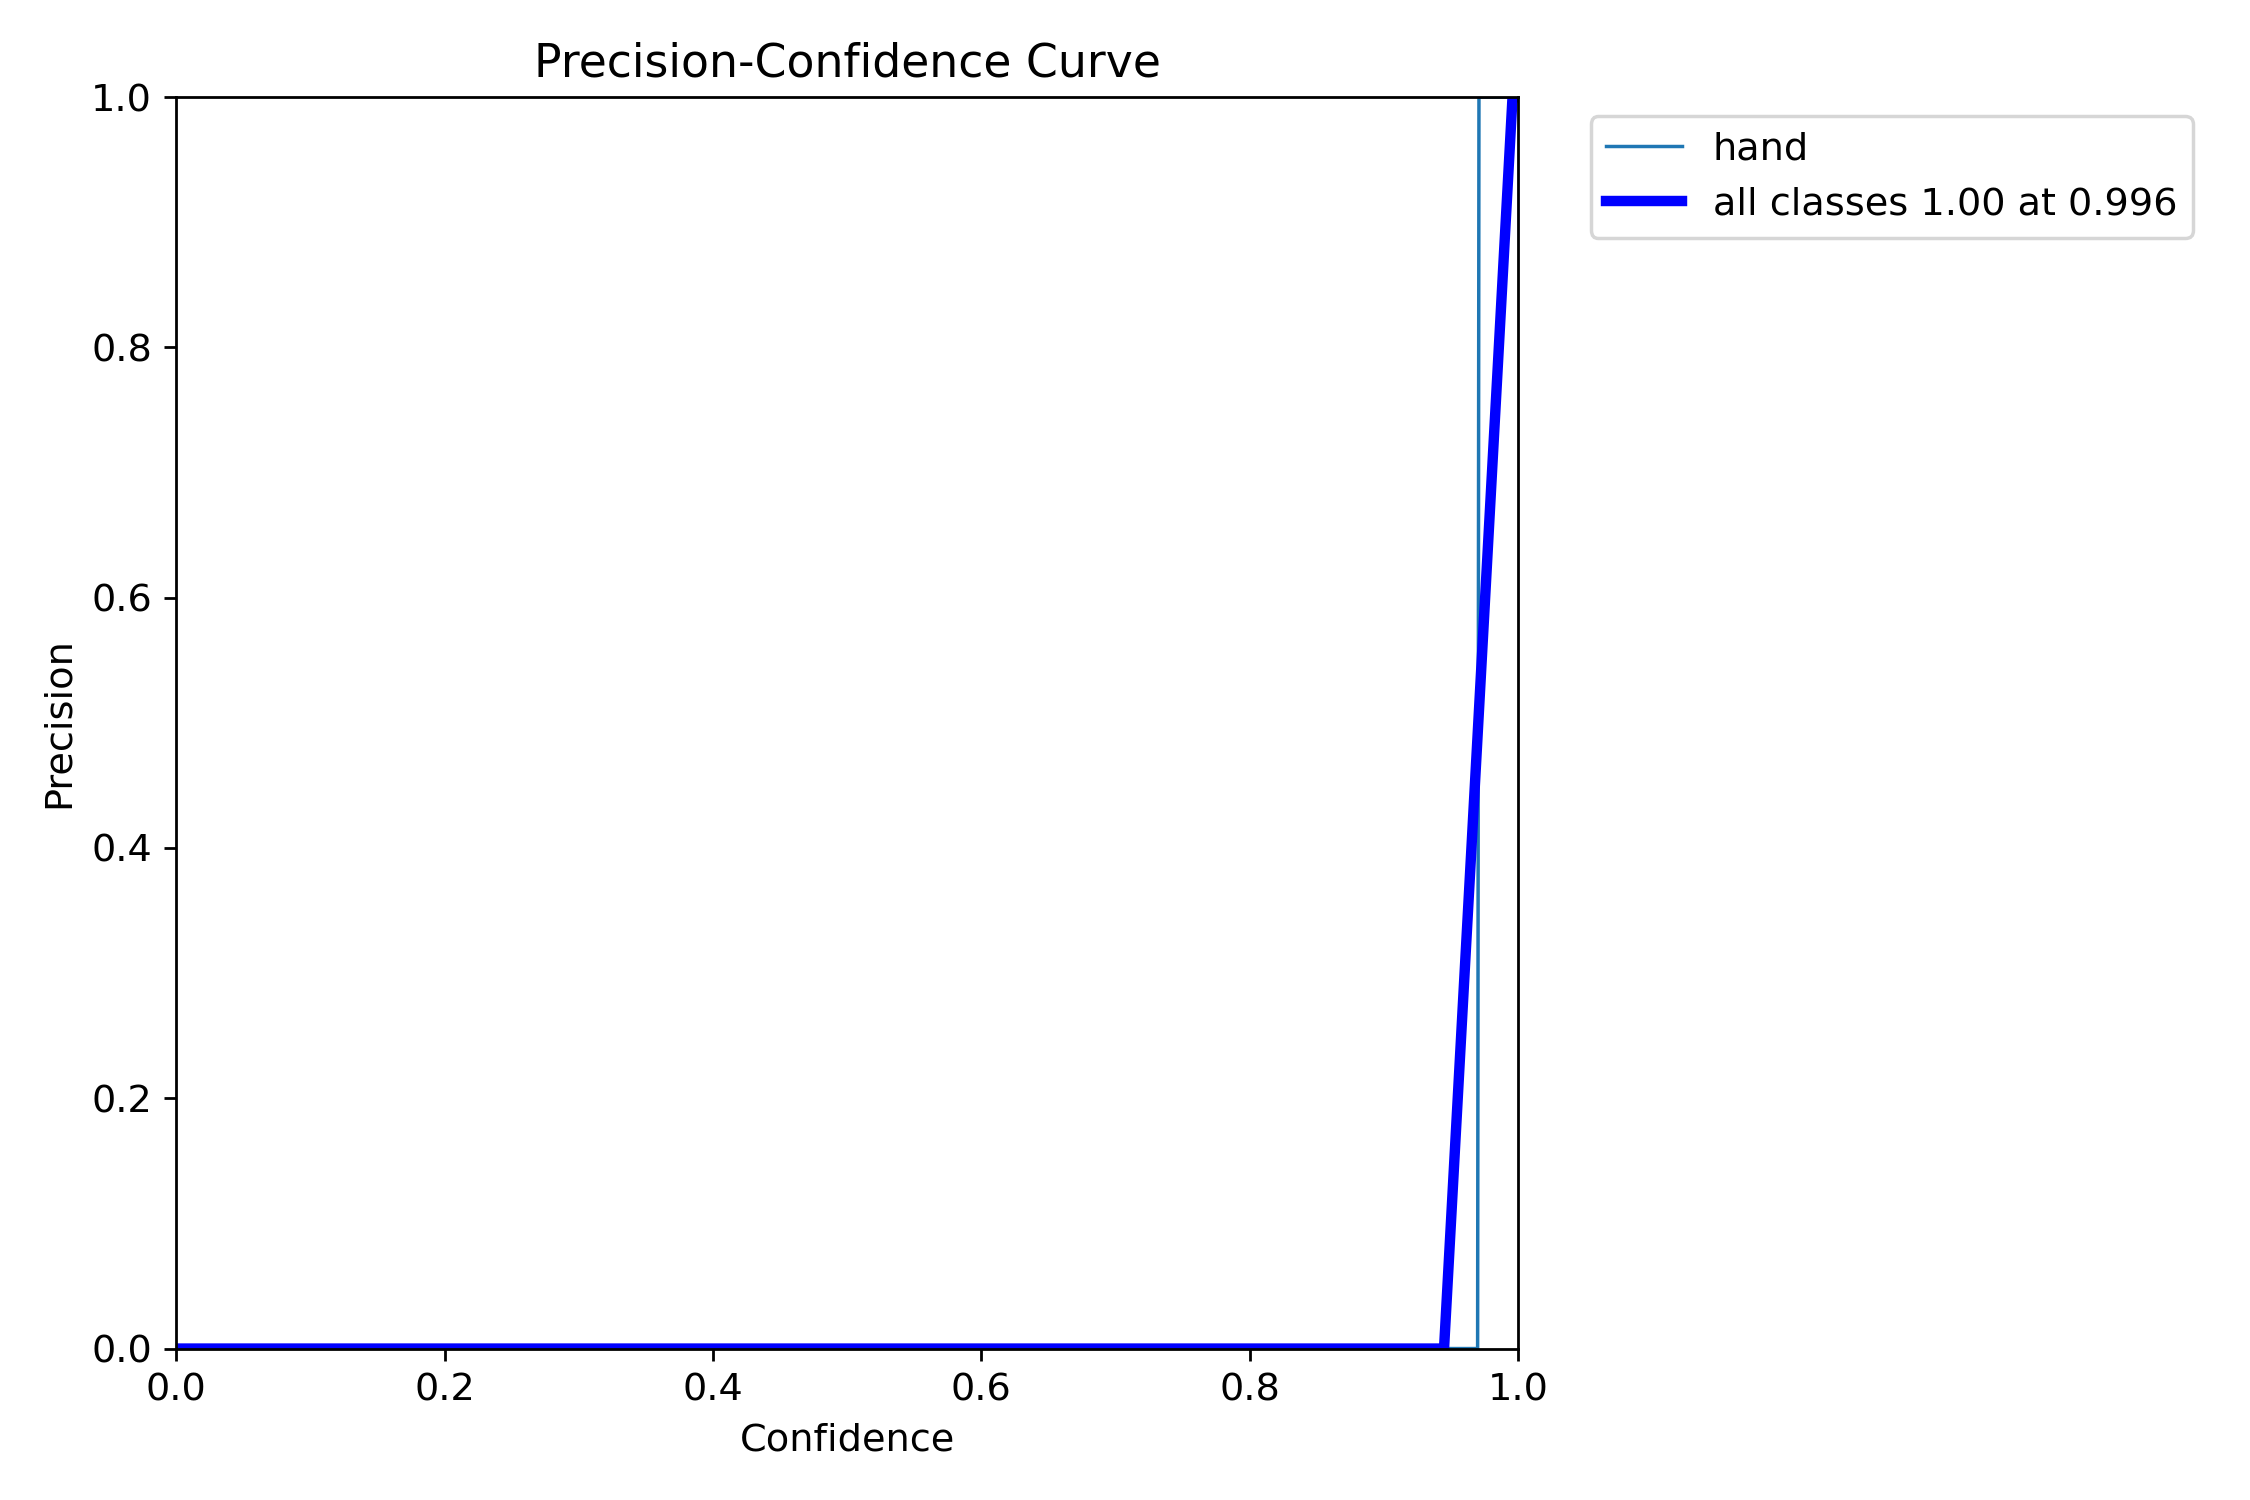 Precision-Confidence Curve
hand
all classes 1.00 at 0.996
1.0
0.8
0.6
0.4
0.2
0.0
Precision
0.0 0.2 0.4 0.6 0.8 1.0
Confidence